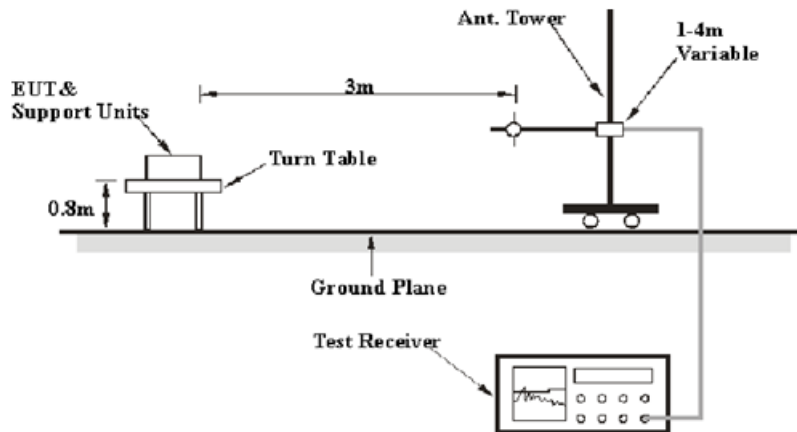 Ant. Tower
1-4m
Variable
3m
EUT&
Support Units
Turn Table
0.8m
Ground Plane
Test Receiver